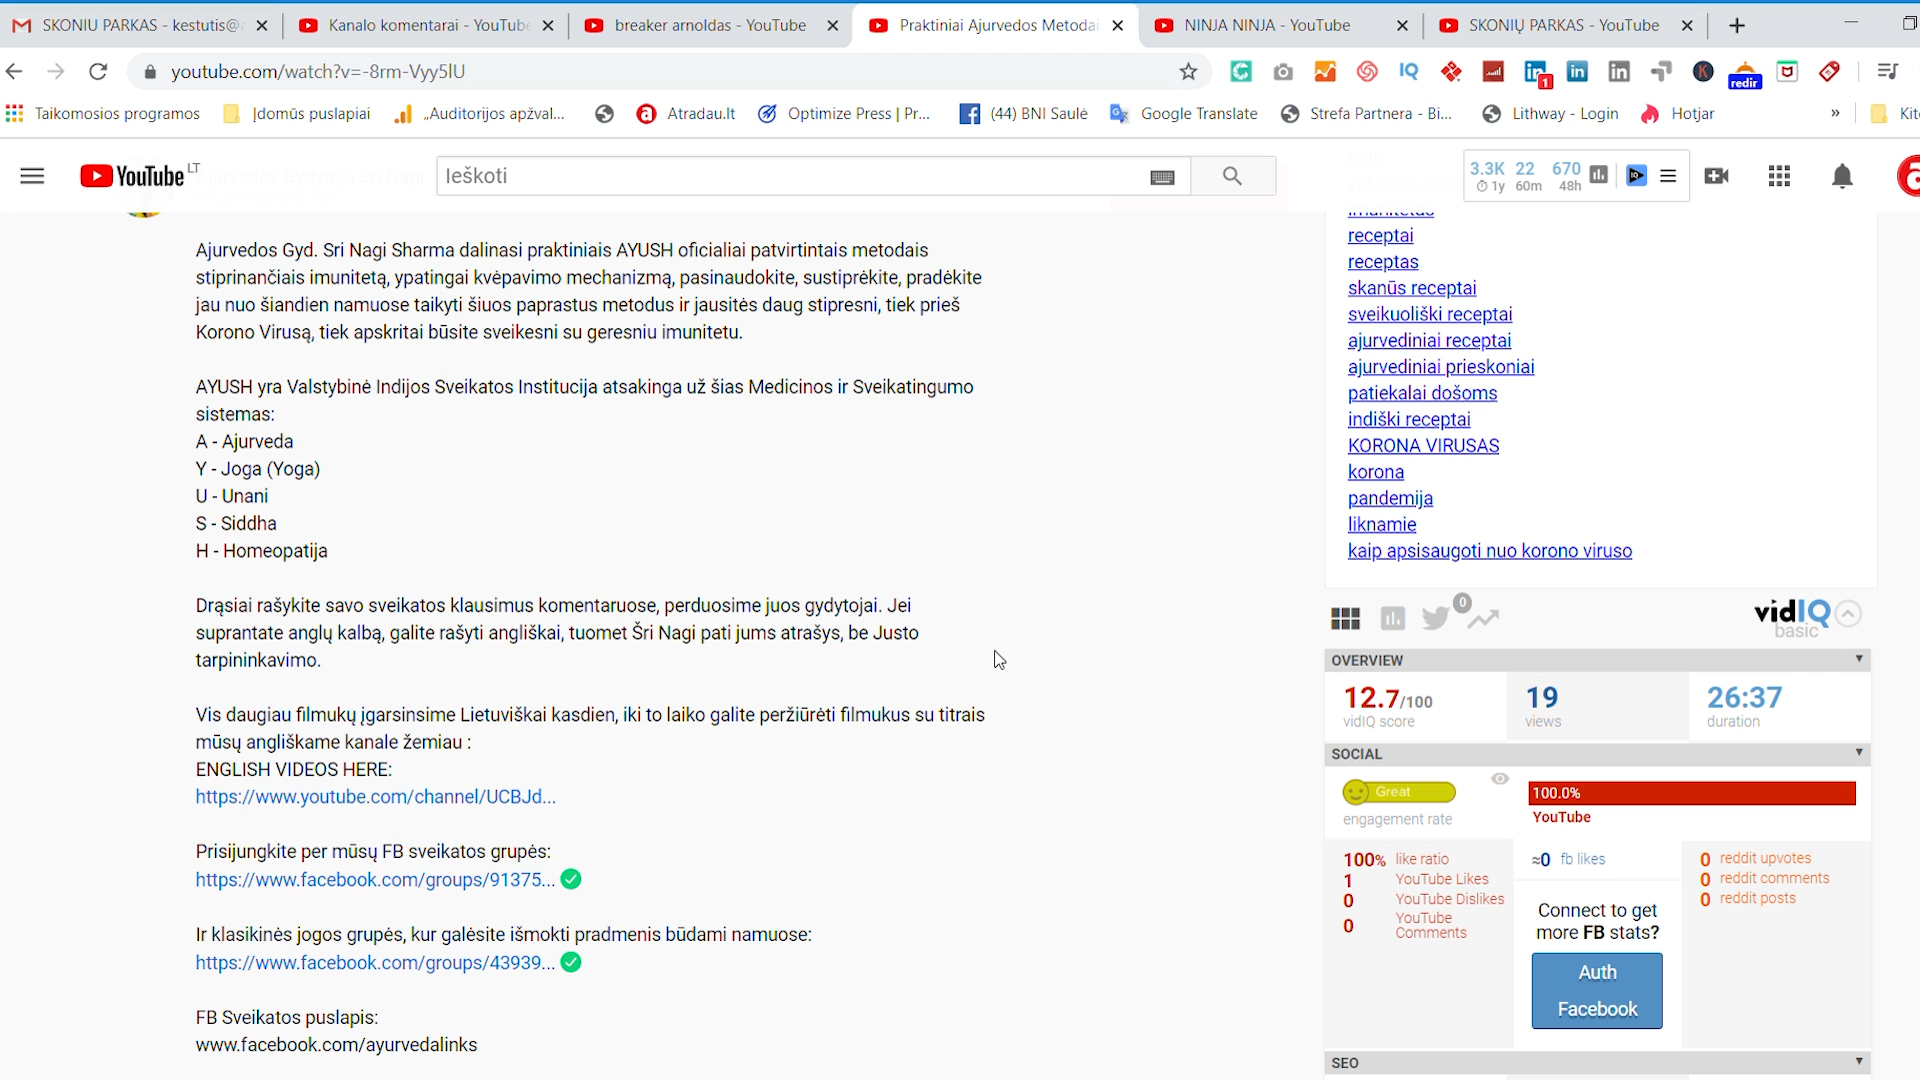 SKONIU PARKAS - kestutis@
Kanalo komentarai - YouTube
breaker arnoldas - YouTube
Praktiniai Ajurvedos Metodai
NINJA NINJA - YouTube
SKONIŲ PARKAS - YouTube
youtube.com/watch?v=-8rm-Vyy5lU
IQ
1
redir
Taikomosios programos
Įdomūs puslapiai
„Auditorijos apžval...
Atradau.lt
Optimize Press | Pr...
(44) BNI Saulė
Google Translate
Strefa Partnera - Bi...
Lithway - Login
Hotjar
»
YouTube LT
Ieškoti
3.3K 22 670
1y 60m 48h
Ajurvedos Gyd. Sri Nagi Sharma dalinasi praktiniais AYUSH oficialiai patvirtintais metodais
stiprinančiais imunitetą, ypatingai kvėpavimo mechanizmą, pasinaudokite, sustiprėkite, pradėkite
jau nuo šiandien namuose taikyti šiuos paprastus metodus ir jausitės daug stipresni, tiek prieš
Korono Virusą, tiek apskritai būsite sveikesni su geresniu imunitetu.
AYUSH yra Valstybinė Indijos Sveikatos Institucija atsakinga už šias Medicinos ir Sveikatingumo
sistemas:
A - Ajurveda
Y - Joga (Yoga)
U - Unani
S - Siddha
H - Homeopatija
Drąsiai rašykite savo sveikatos klausimus komentaruose, perduosime juos gydytojai. Jei
suprantate anglų kalbą, galite rašyti angliškai, tuomet Šri Nagi pati jums atrašys, be Justo
tarpininkavimo.
Vis daugiau filmukų įgarsinsime Lietuviškai kasdien, iki to laiko galite peržiūrėti filmukus su titrais
mūsų angliškame kanale žemiau :
ENGLISH VIDEOS HERE:
https://www.youtube.com/channel/UCBJd...
Prisijungkite per mūsų FB sveikatos grupės:
https://www.facebook.com/groups/91375...
Ir klasikinės jogos grupės, kur galėsite išmokti pradmenis būdami namuose:
https://www.facebook.com/groups/43939...
FB Sveikatos puslapis:
www.facebook.com/ayurvedalinks
imunitetas
receptai
receptas
skanūs receptai
sveikuoliški receptai
ajurvediniai receptai
ajurvediniai prieskoniai
patiekalai došoms
indiški receptai
KORONA VIRUSAS
korona
pandemija
liknamie
kaip apsisaugoti nuo korono viruso
0
vidIQ
basic
OVERVIEW
12.7/100
vidIQ score
19
views
26:37
duration
SOCIAL
Great
engagement rate
100.0%
YouTube
100% like ratio
1 YouTube Likes
0 YouTube Dislikes
0 YouTube
Comments
≈0 fb likes
Connect to get
more FB stats?
Auth
Facebook
0 reddit upvotes
0 reddit comments
0 reddit posts
SEO